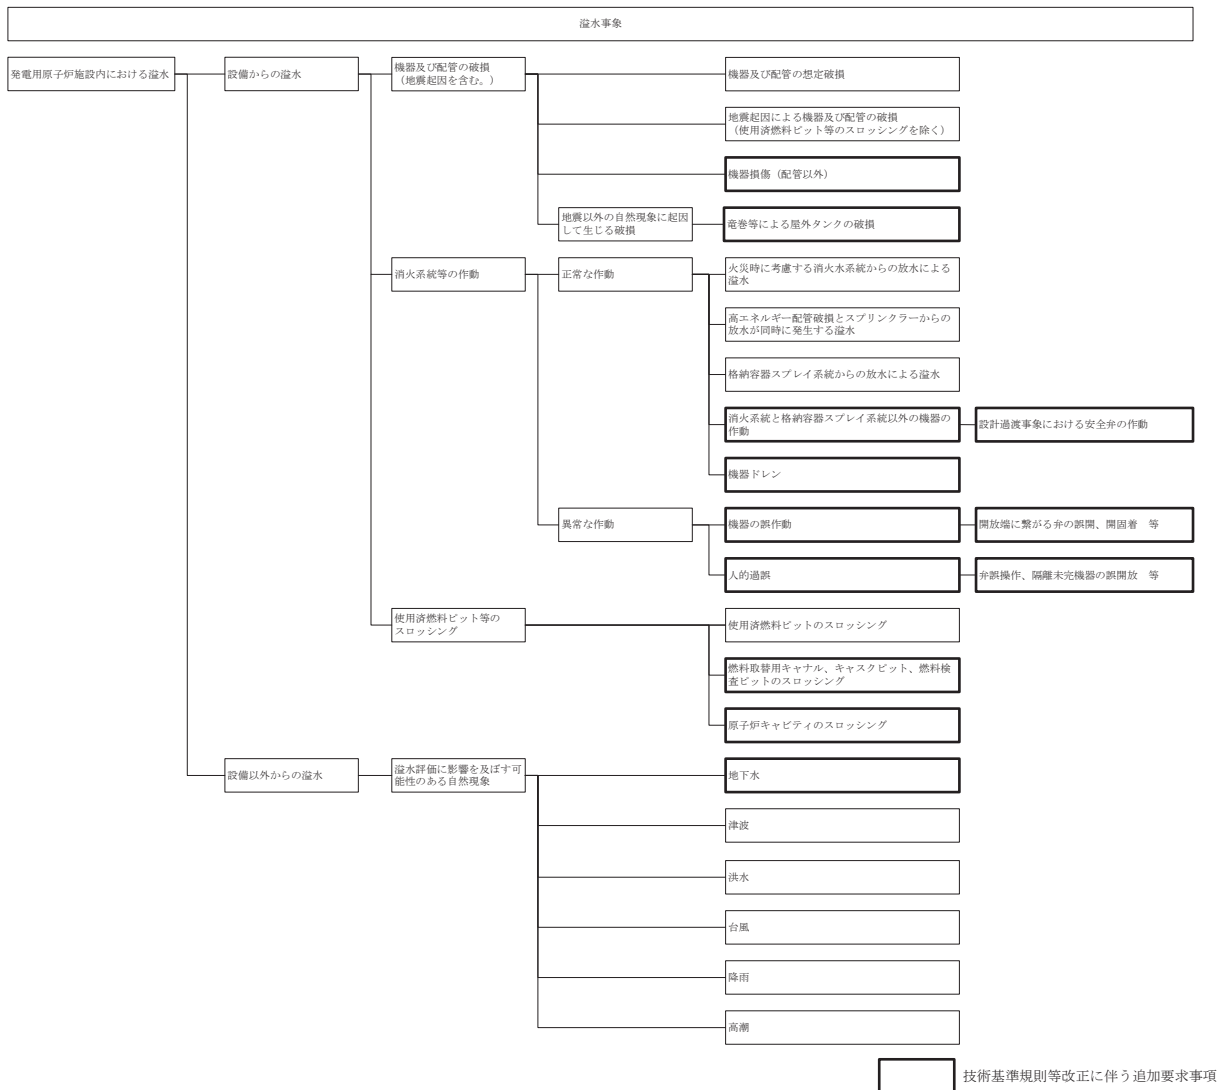 溢水事象
発電用原子炉施設内における溢水
設備からの溢水
機器及び配管の破損
（地震起因を含む。）
機器及び配管の想定破損
地震起因による機器及び配管の破損
（使用済燃料ピット等のスロッシングを除く）
機器損傷（配管以外）
地震以外の自然現象に起因
して生じる破損
竜巻等による屋外タンクの破損
消火系統等の作動
正常な作動
火災時に考慮する消火水系統からの放水による
溢水
高エネルギー配管破損とスプリンクラーからの
放水が同時に発生する溢水
格納容器スプレイ系統からの放水による溢水
消火系統と格納容器スプレイ系統以外の機器の
作動
設計過渡事象における安全弁の作動
機器ドレン
異常な作動
機器の誤作動
開放端に繋がる弁の誤開、開固着　等
人的過誤
弁誤操作、隔離未完機器の誤開放　等
使用済燃料ピット等の
スロッシング
使用済燃料ピットのスロッシング
燃料取替用キャナル、キャスクピット、燃料検
査ピットのスロッシング
原子炉キャビティのスロッシング
設備以外からの溢水
溢水評価に影響を及ぼす可
能性のある自然現象
地下水
津波
洪水
台風
降雨
高潮
技術基準規則等改正に伴う追加要求事項